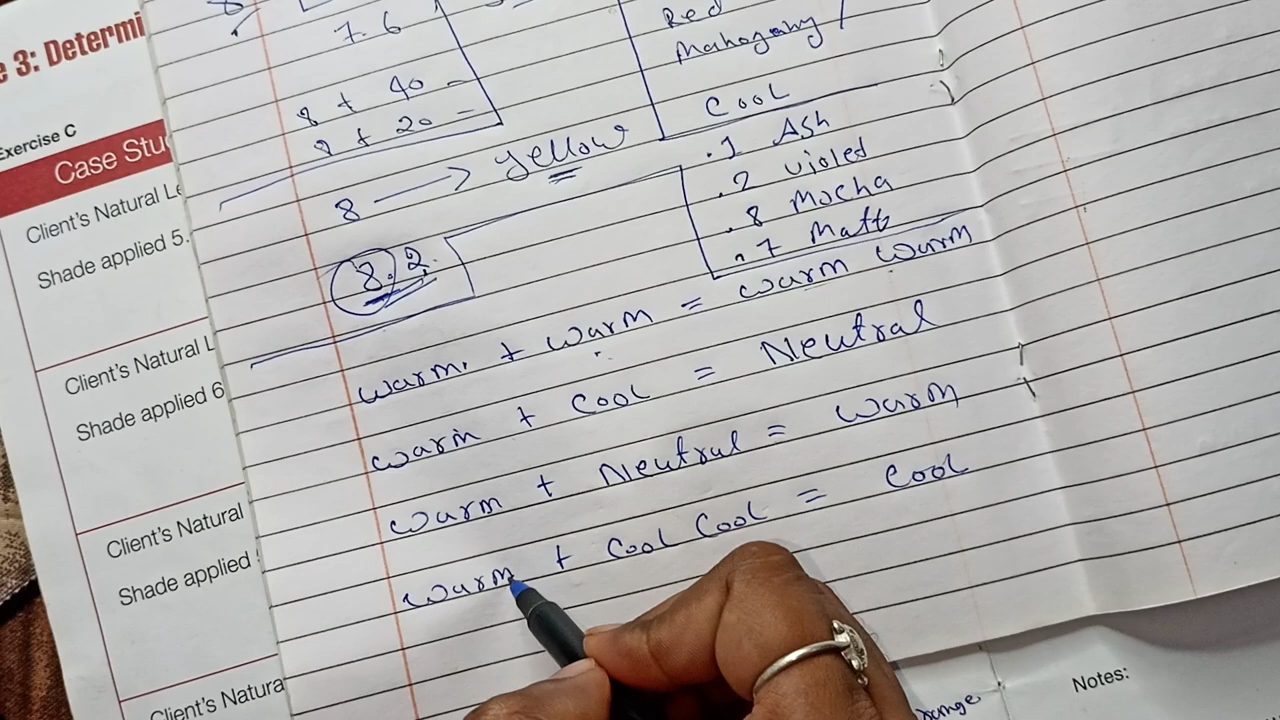 e 3: Determi
Exercise C
Case Stu
Client's Natural Le
Shade applied 5.
Client's Natural L
Shade applied 6
Client's Natural
Shade applied
Client's Natura
8
7.6
8 + 40 =
8 + 20 =
8 → Yellow
8.2.
Red
Mahogany
Cool
.1 Ash
.2 violed
.8 Mocha
.7 Matt
warm. + warm = warm warm
warm + Cool = Neutral
warm + Neutral = warm
warm + Cool Cool = Cool
Notes: